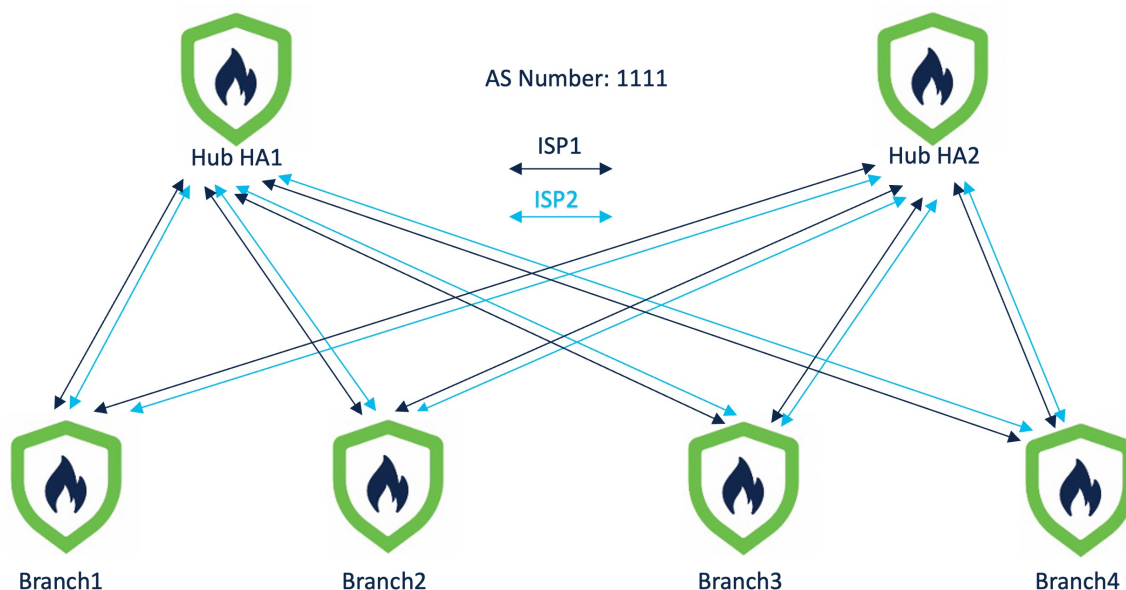 AS Number: 1111
ISP1
Hub HA1
Hub HA2
ISP2
Branch1
Branch2
Branch3
Branch4